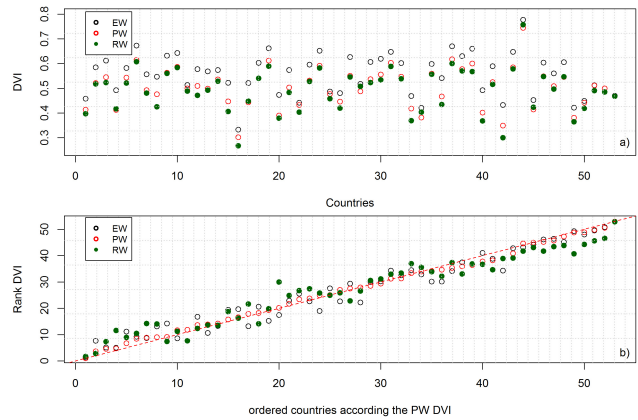 0.8
0.7
0.6
0.5
0.4
0.3
DVI
EW
PW
RW
a)
0 10 20 30 40 50
Countries
50
40
30
20
10
0
Rank DVI
EW
PW
RW
b)
0 10 20 30 40 50
ordered countries according the PW DVI